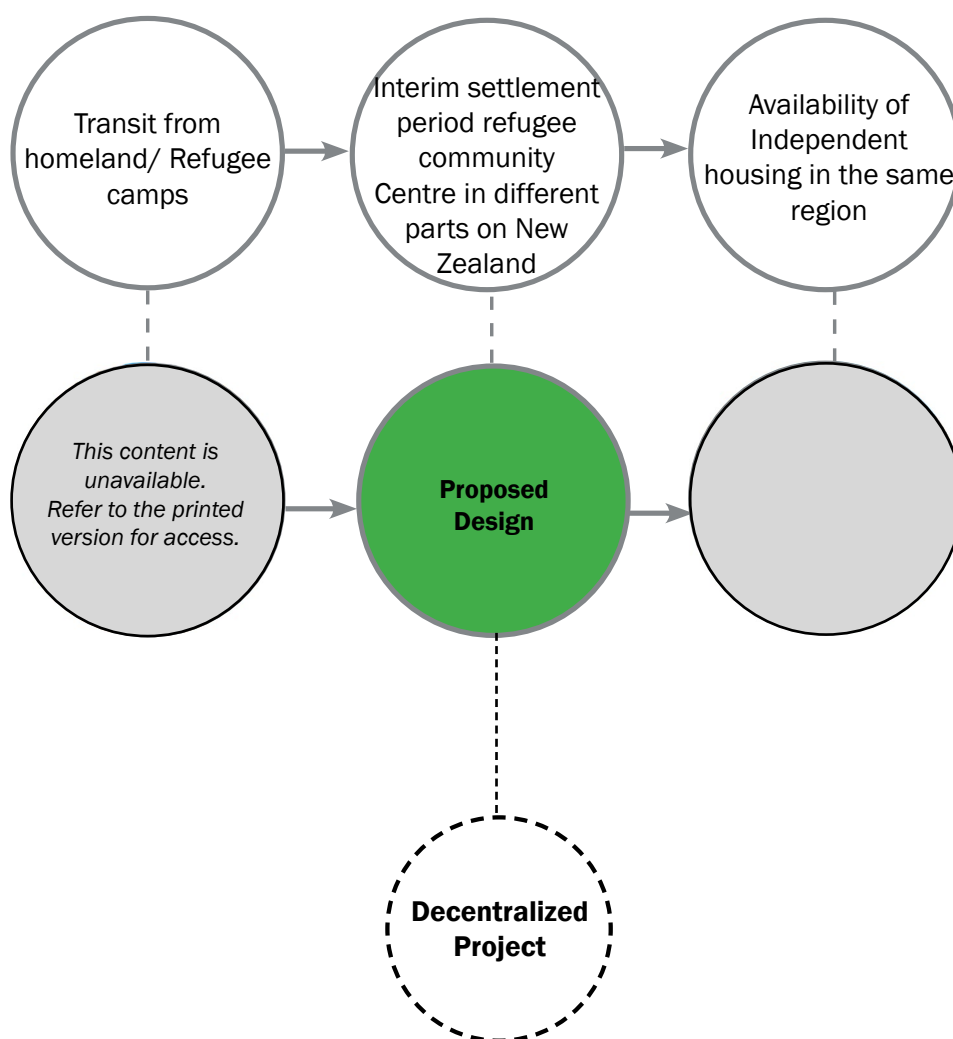 Transit from
homeland/ Refugee
camps
Interim settlement
period refugee
community
Centre in different
parts on New
Zealand
Availability of
Independent
housing in the same
region
This content is
unavailable.
Refer to the printed
version for access.
Proposed
Design
Decentralized
Project